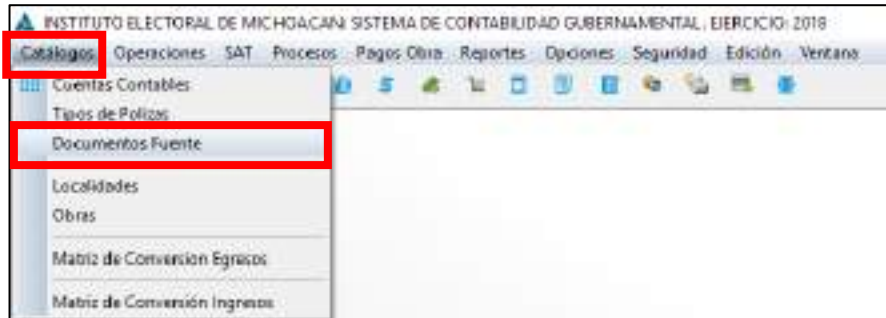 INSTITUTO ELECTORAL DE MICHOACAN: SISTEMA DE CONTABILIDAD GUBERNAMENTAL, EJERCICIO: 2018
Catálogos Operaciones SAT Procesos Pagos Obra Reportes Opciones Seguridad Edición Ventana
Cuentas Contables
Tipos de Polizas
Documentos Fuente
Localidades
Obras
Matriz de Conversion Egresos
Matriz de Conversión Ingresos